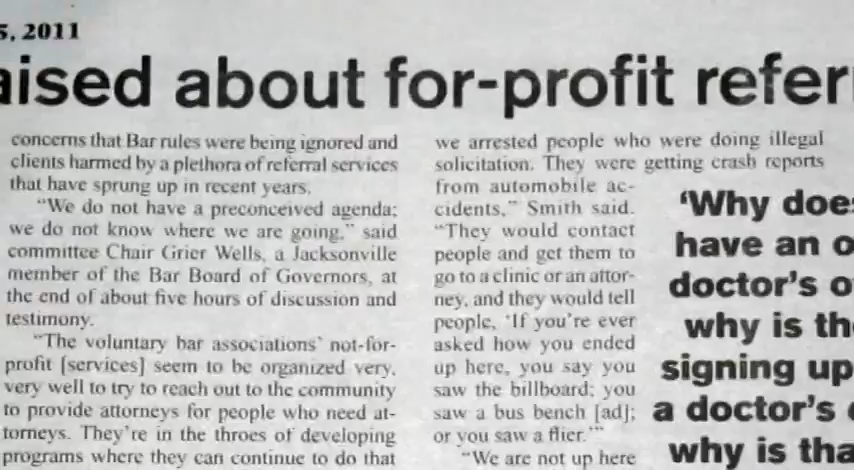 5, 2011
aised about for-profit refer
concerns that Bar rules were being ignored and
clients harmed by a plethora of referral services
that have sprung up in recent years.
"We do not have a preconceived agenda;
we do not know where we are going," said
committee Chair Grier Wells, a Jacksonville
member of the Bar Board of Governors, at
the end of about five hours of discussion and
testimony.
"The voluntary bar associations' not-for-
profit [services] seem to be organized very,
very well to try to reach out to the community
to provide attorneys for people who need at-
torneys. They're in the throes of developing
programs where they can continue to do that
we arrested people who were doing illegal
solicitation. They were getting crash reports
from automobile ac-
cidents," Smith said.
"They would contact
people and get them to
go to a clinic or an attor-
ney, and they would tell
people, 'If you're ever
asked how you ended
up here, you say you
saw the billboard; you
saw a bus bench [ad];
or you saw a flier.'"
"We are not up here
'Why does
have an o
doctor's o
why is th
signing up
a doctor's
why is tha